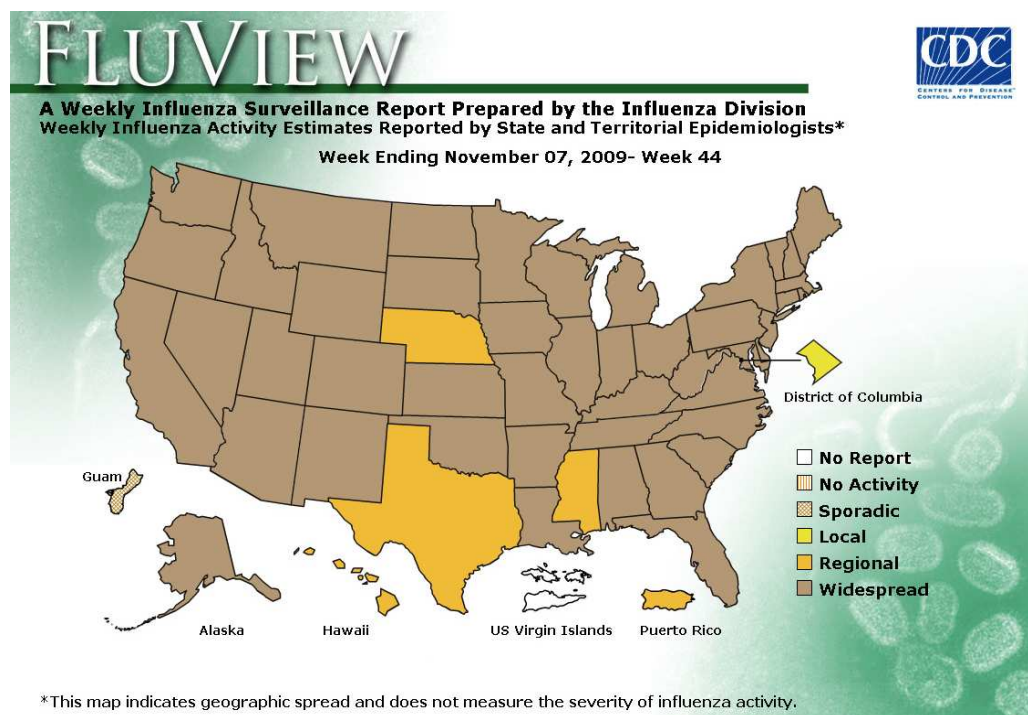 FLUVIEW
CDC
CENTERS FOR DISEASE
CONTROL AND PREVENTION
A Weekly Influenza Surveillance Report Prepared by the Influenza Division
Weekly Influenza Activity Estimates Reported by State and Territorial Epidemiologists*
Week Ending November 07, 2009- Week 44
District of Columbia
Guam
No Report
No Activity
Sporadic
Local
Regional
Widespread
Alaska
Hawaii
US Virgin Islands
Puerto Rico
*This map indicates geographic spread and does not measure the severity of influenza activity.